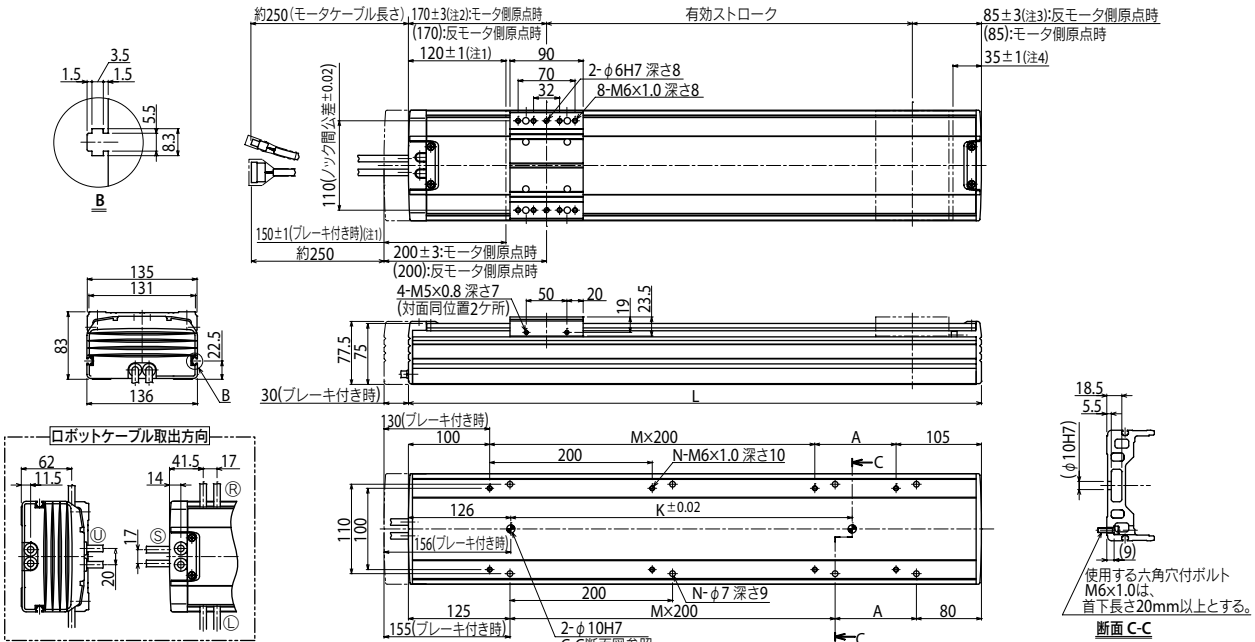 約250(モータケーブル長さ)
170±3(注2):モータ側原点時
(170):反モータ側原点時
有効ストローク
85±3(注3):反モータ側原点時
(85):モータ側原点時
120±1(注1)
90
35±1(注4)
70
32
2-φ6H7 深さ8
8-M6×1.0 深さ8
3.5
1.5
1.5
5.5
8.3
B
110(ノック間公差±0.02)
150±1(ブレーキ付き時)(注1)
約250
200±3:モータ側原点時
(200):反モータ側原点時
135
131
83
22.5
136
B
4-M5×0.8 深さ7
(対面同位置2ケ所)
50
20
19
23.5
77.5
75
30(ブレーキ付き時)
L
ロボットケーブル取出方向
62
11.5
41.5
17
14
Ⓡ
Ⓤ
Ⓢ
17
20
Ⓛ
130(ブレーキ付き時)
100
M×200
A
105
200
N-M6×1.0 深さ10
C
126
K±0.02
110
100
156(ブレーキ付き時)
200
N-φ7 深さ9
125
M×200
A
80
155(ブレーキ付き時)
2-φ10H7
C-C断面図参照
C
18.5
5.5
(φ10H7)
(9)
使用する六角穴付ボルト
M6×1.0は、
首下長さ20mm以上とする。
断面 C-C